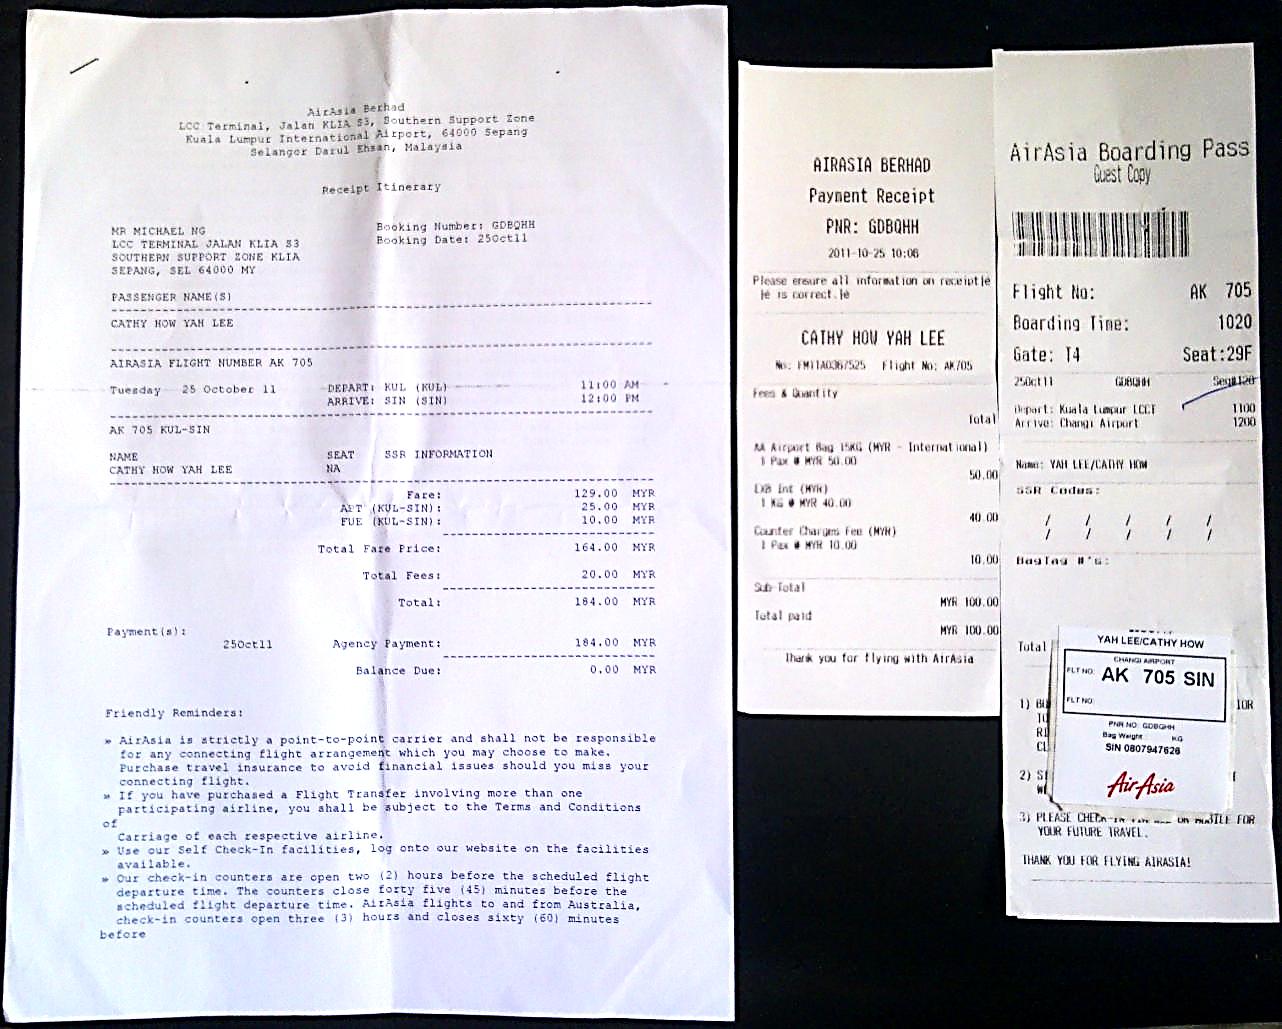 AirAsia Berhad
LCC Terminal, Jalan KLIA S3, Southern Support Zone
Kuala Lumpur International Airport, 64000 Sepang
Selangor Darul Ehsan, Malaysia
Receipt Itinerary
MR MICHAEL NG
LCC TERMINAL JALAN KLIA S3
SOUTHERN SUPPORT ZONE KLIA
SEPANG, SEL 64000 MY
Booking Number: GDBQHH
Booking Date: 25Oct11
PASSENGER NAME(S)
CATHY HOW YAH LEE
AIRASIA FLIGHT NUMBER AK 705
Tuesday 25 October 11 DEPART: KUL (KUL) 11:00 AM
ARRIVE: SIN (SIN) 12:00 PM
AK 705 KUL-SIN
NAME SEAT SSR INFORMATION
CATHY HOW YAH LEE NA
Fare: 129.00 MYR
APT (KUL-SIN): 25.00 MYR
FUE (KUL-SIN): 10.00 MYR
Total Fare Price: 164.00 MYR
Total Fees: 20.00 MYR
Total: 184.00 MYR
Payment(s):
25Oct11 Agency Payment: 184.00 MYR
Balance Due: 0.00 MYR
Friendly Reminders:
» AirAsia is strictly a point-to-point carrier and shall not be responsible
for any connecting flight arrangement which you may choose to make.
Purchase travel insurance to avoid financial issues should you miss your
connecting flight.
» If you have purchased a Flight Transfer involving more than one
participating airline, you shall be subject to the Terms and Conditions
of
Carriage of each respective airline.
» Use our Self Check-In facilities, log onto our website on the facilities
available.
» Our check-in counters are open two (2) hours before the scheduled flight
departure time. The counters close forty five (45) minutes before the
scheduled flight departure time. AirAsia flights to and from Australia,
check-in counters open three (3) hours and closes sixty (60) minutes
before
AIRASIA BERHAD
Payment Receipt
PNR: GDBQHH
2011-10-25 10:06
Please ensure all information on receipt|e
|e is correct.|e
CATHY HOW YAH LEE
No: FM11A0367525 Flight No: AK/705
Fees & Quantity
Total
AA Airport Bag 15KG (MYR - International)
1 Pax @ MYR 50.00
50.00
EXB Int (MYR)
1 KG @ MYR 40.00
40.00
Counter Charges Fee (MYR)
1 Pax @ MYR 10.00
10.00
Sub Total
MYR 100.00
Total paid
MYR 100.00
Thank you for flying with AirAsia
AirAsia Boarding Pass
Guest Copy
Flight No: AK 705
Boarding Time: 1020
Gate: T4 Seat:29F
25Oct11 GDBQHH Seq#120
Depart: Kuala Lumpur LCCT 1100
Arrive: Changi Airport 1200
Name: YAH LEE/CATHY HOW
SSR Codes:
/ / / / /
/ / / / /
BagTag #'s:
Total
YAH LEE/CATHY HOW
CHANGI AIRPORT
FLT NO: AK 705 SIN
FLT NO:
PNR NO: GDBQHH
Bag Weight: KG
SIN 0807947626
AirAsia
1)
2)
3) PLEASE CHECK-IN OR MOBILE FOR
YOUR FUTURE TRAVEL.
THANK YOU FOR FLYING AIRASIA!